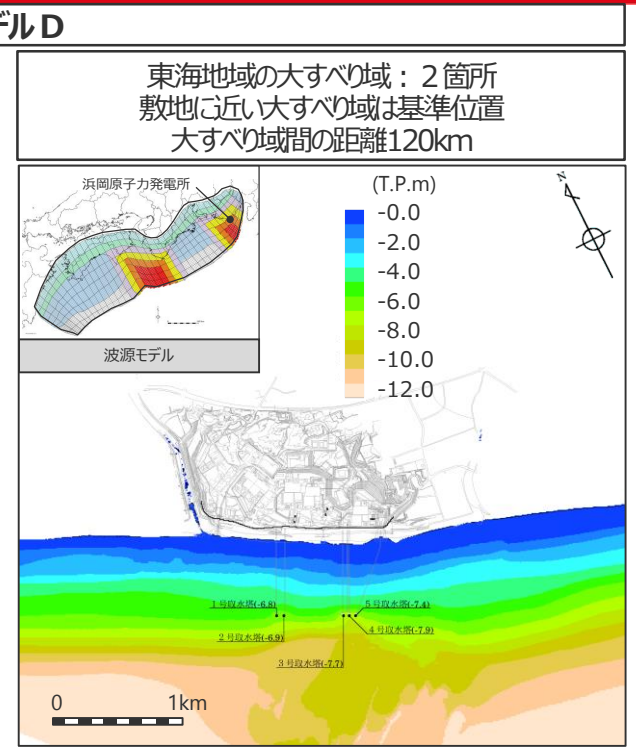 デル D
東海地域の大すべり域：２箇所
敷地に近い大すべり域は基準位置
大すべり域間の距離120km
浜岡原子力発電所
波源モデル
(T.P.m)
-0.0
-2.0
-4.0
-6.0
-8.0
-10.0
-12.0
N
1 号取水塔(-6.8)
5 号取水塔(-7.4)
2 号取水塔(-6.9)
4 号取水塔(-7.9)
3 号取水塔(-7.7)
0 1km